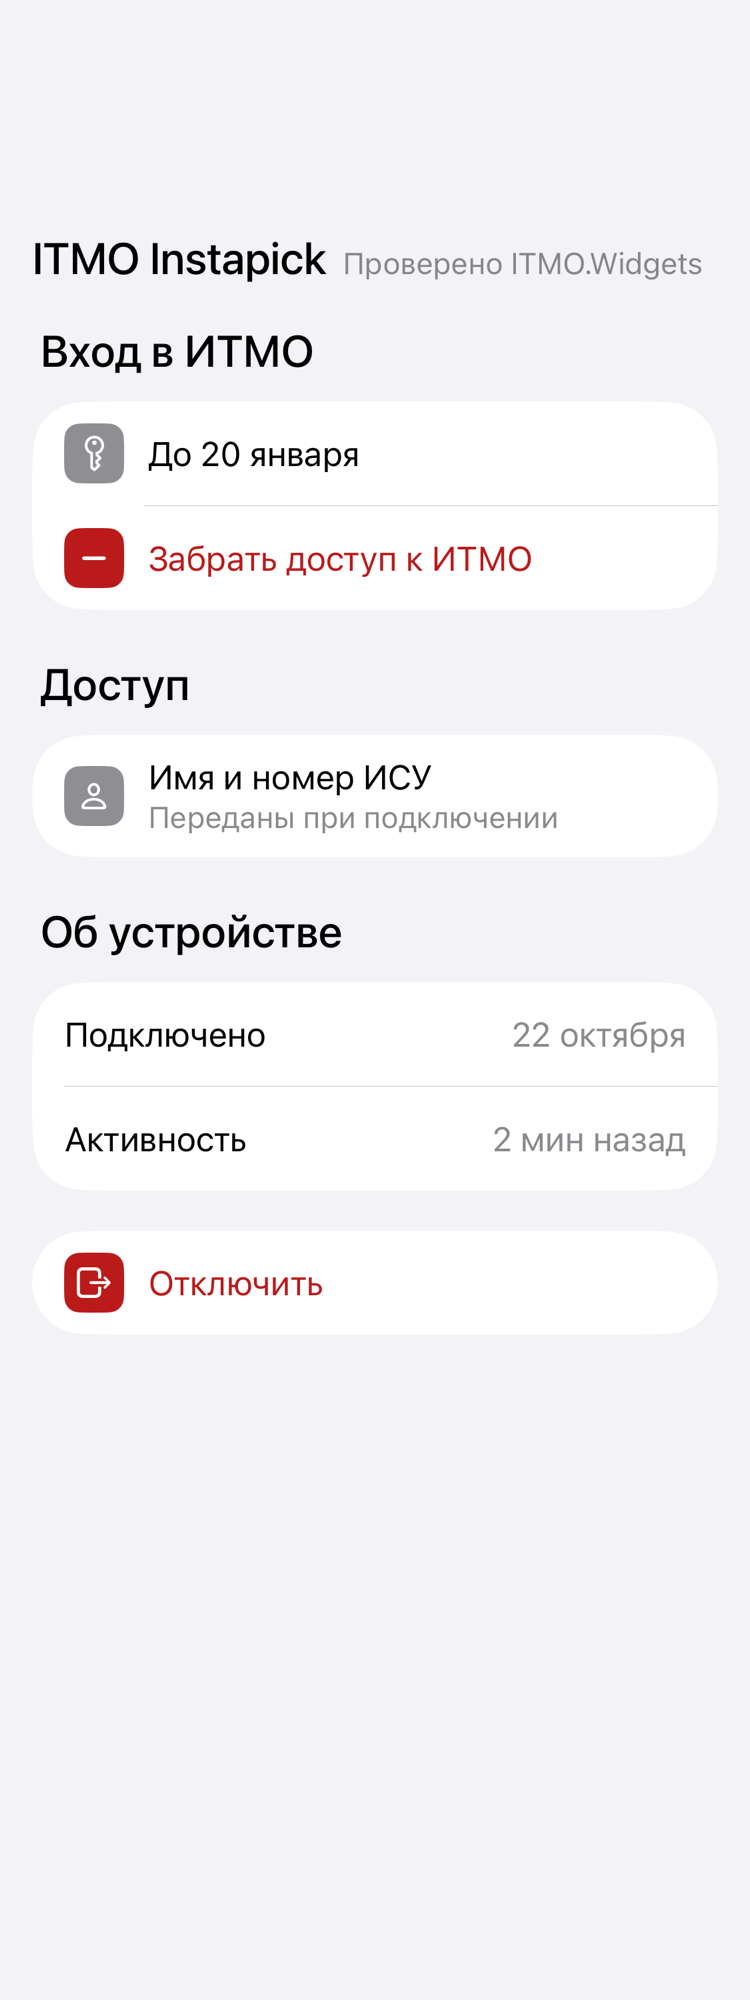 ITMO Instapick Проверено ITMO.Widgets
Вход в ИТМО
До 20 января
Забрать доступ к ИТМО
Доступ
Имя и номер ИСУ
Переданы при подключении
Об устройстве
Подключено 22 октября
Активность 2 мин назад
Отключить